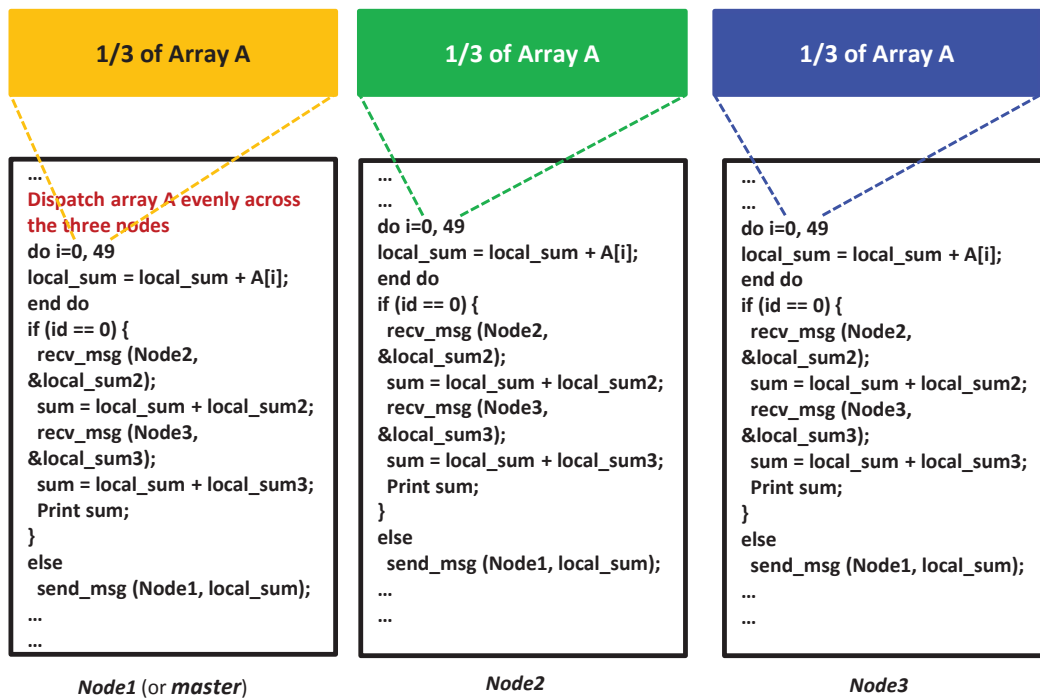 1/3 of Array A
1/3 of Array A
1/3 of Array A
...
Dispatch array A evenly across
the three nodes
do i=0, 49
local_sum = local_sum + A[i];
end do
if (id == 0) {
recv_msg (Node2,
&local_sum2);
sum = local_sum + local_sum2;
recv_msg (Node3,
&local_sum3);
sum = local_sum + local_sum3;
Print sum;
}
else
send_msg (Node1, local_sum);
...
...
Node1 (or master)
...
...
do i=0, 49
local_sum = local_sum + A[i];
end do
if (id == 0) {
recv_msg (Node2,
&local_sum2);
sum = local_sum + local_sum2;
recv_msg (Node3,
&local_sum3);
sum = local_sum + local_sum3;
Print sum;
}
else
send_msg (Node1, local_sum);
...
...
Node2
...
...
do i=0, 49
local_sum = local_sum + A[i];
end do
if (id == 0) {
recv_msg (Node2,
&local_sum2);
sum = local_sum + local_sum2;
recv_msg (Node3,
&local_sum3);
sum = local_sum + local_sum3;
Print sum;
}
else
send_msg (Node1, local_sum);
...
...
Node3